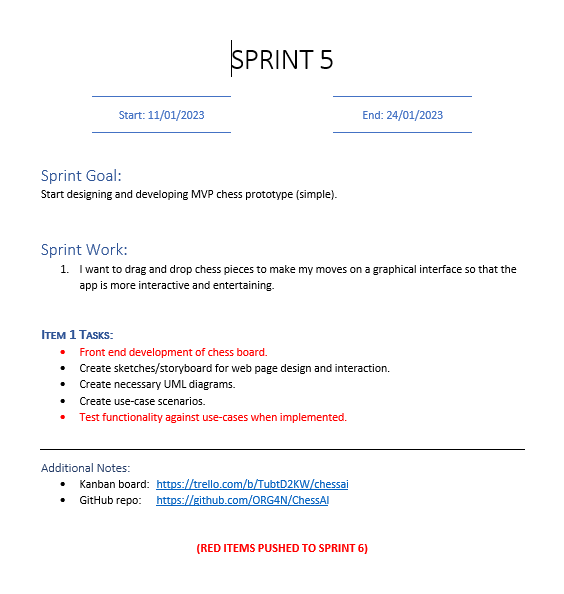 SPRINT 5
Start: 11/01/2023 End: 24/01/2023
Sprint Goal:
Start designing and developing MVP chess prototype (simple).
Sprint Work:
1. I want to drag and drop chess pieces to make my moves on a graphical interface so that the
app is more interactive and entertaining.
ITEM 1 TASKS:
• Front end development of chess board.
• Create sketches/storyboard for web page design and interaction.
• Create necessary UML diagrams.
• Create use-case scenarios.
• Test functionality against use-cases when implemented.
Additional Notes:
• Kanban board: https://trello.com/b/TubtD2KW/chessai
• GitHub repo: https://github.com/ORG4N/ChessAI
(RED ITEMS PUSHED TO SPRINT 6)